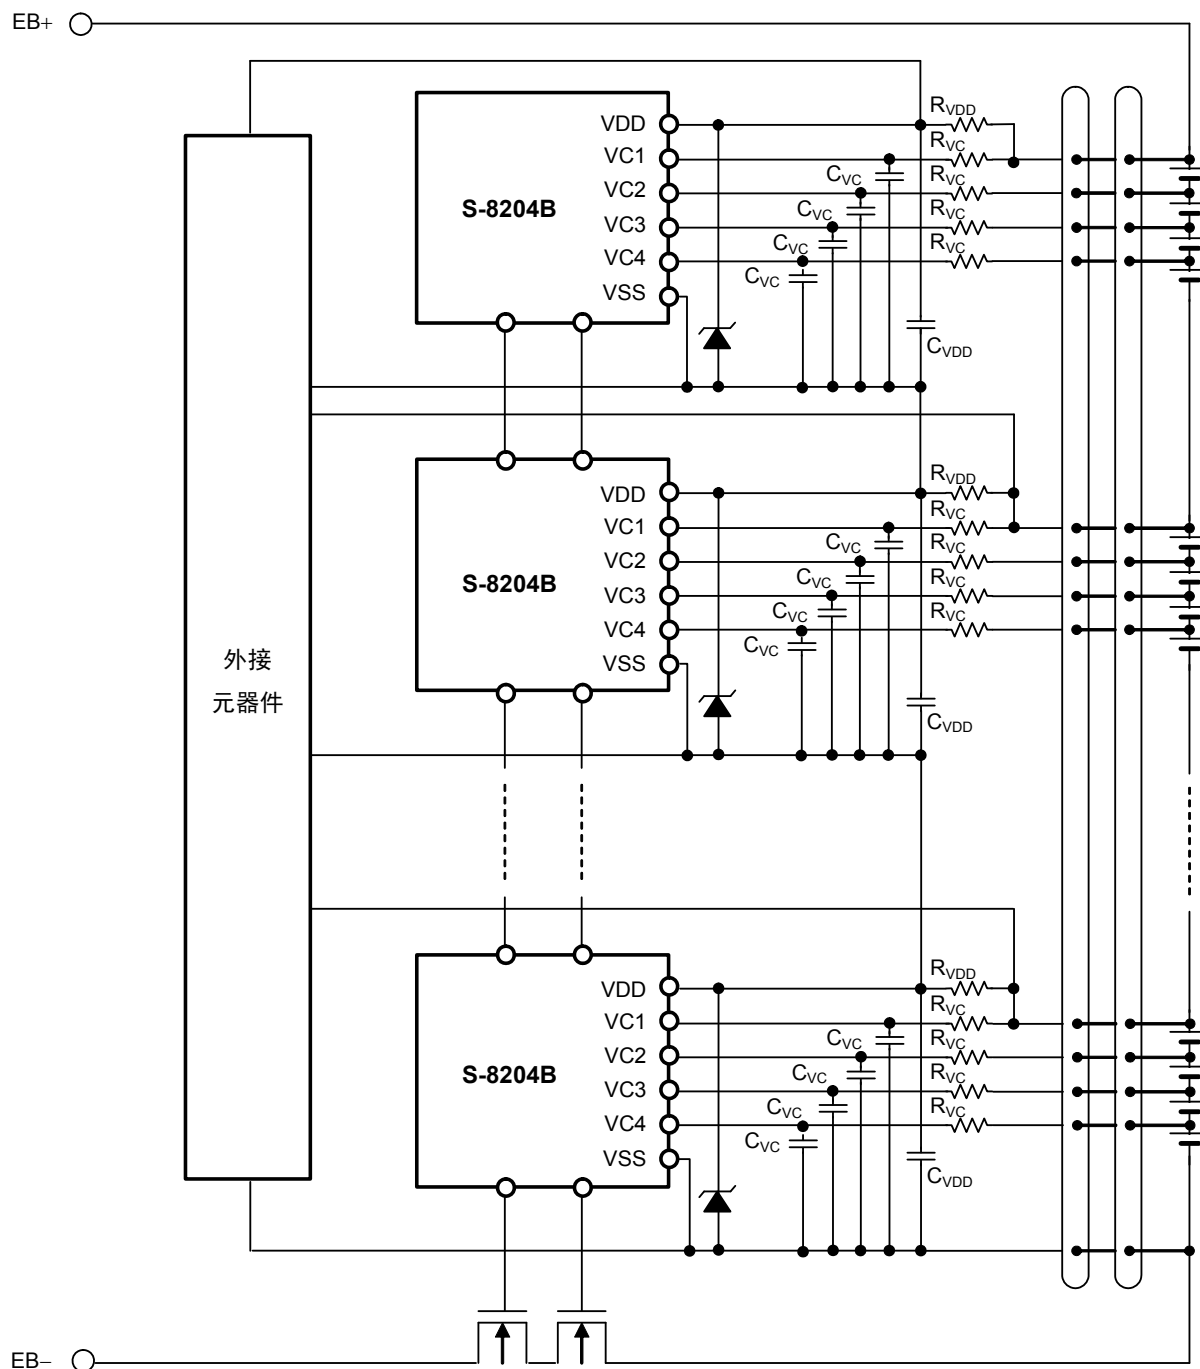 EB+
VDD
VC1
VC2
VC3
VC4
VSS
S-8204B
RVDD
RVC
RVC
RVC
RVC
CVC
CVC
CVC
CVC
CVDD
VDD
VC1
VC2
VC3
VC4
VSS
S-8204B
RVDD
RVC
RVC
RVC
RVC
CVC
CVC
CVC
CVC
CVDD
外接
元器件
VDD
VC1
VC2
VC3
VC4
VSS
S-8204B
RVDD
RVC
RVC
RVC
RVC
CVC
CVC
CVC
CVC
CVDD
EB−